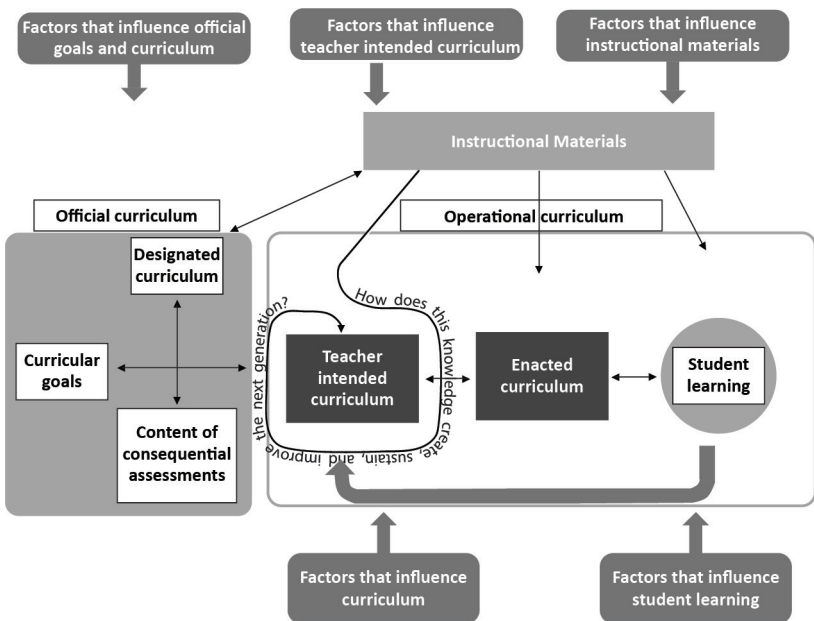 Factors that influence official
goals and curriculum
Factors that influence
teacher intended curriculum
Factors that influence
instructional materials
Instructional Materials
Official curriculum
Operational curriculum
Designated
curriculum
Curricular
goals
Content of
consequential
assessments
How does this knowledge create, sustain, and improve the next generation?
Teacher
intended
curriculum
Enacted
curriculum
Student
learning
Factors that influence
curriculum
Factors that influence
student learning